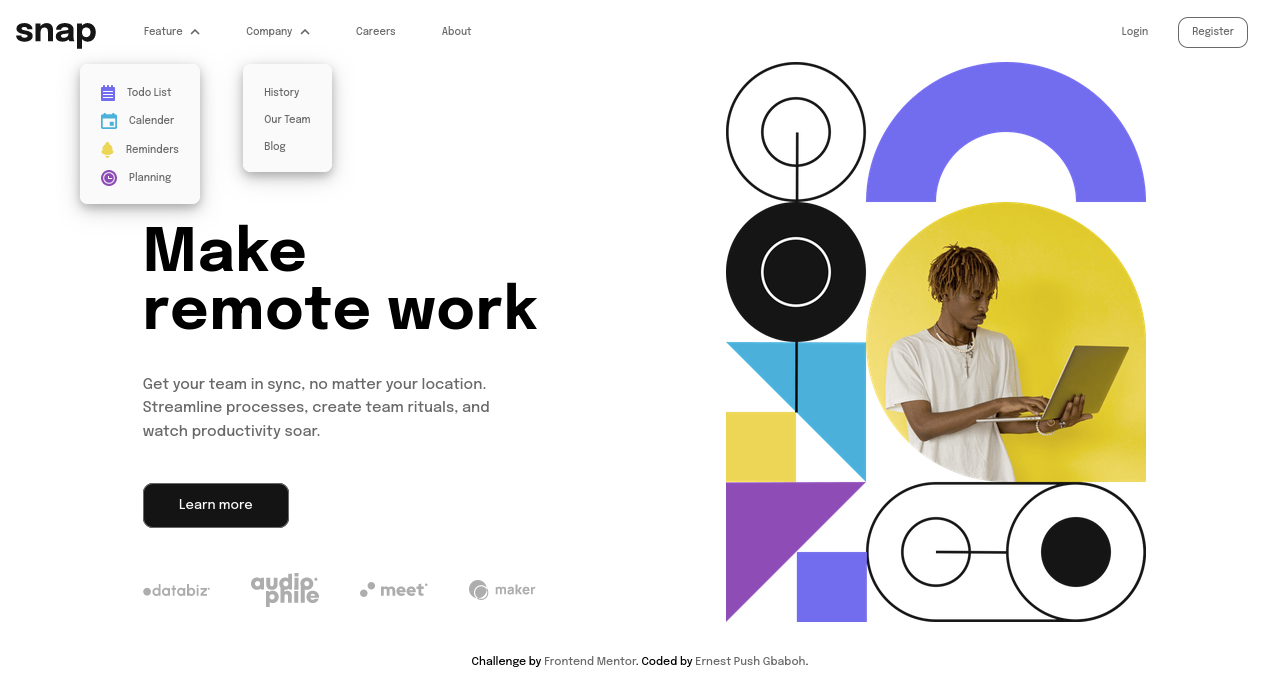 snap Feature Company Careers About Login Register
Todo List
Calender
Reminders
Planning
History
Our Team
Blog
Make
remote work
Get your team in sync, no matter your location.
Streamline processes, create team rituals, and
watch productivity soar.
Learn more
databiz audio phile meet maker
Challenge by Frontend Mentor. Coded by Ernest Push Gbaboh.